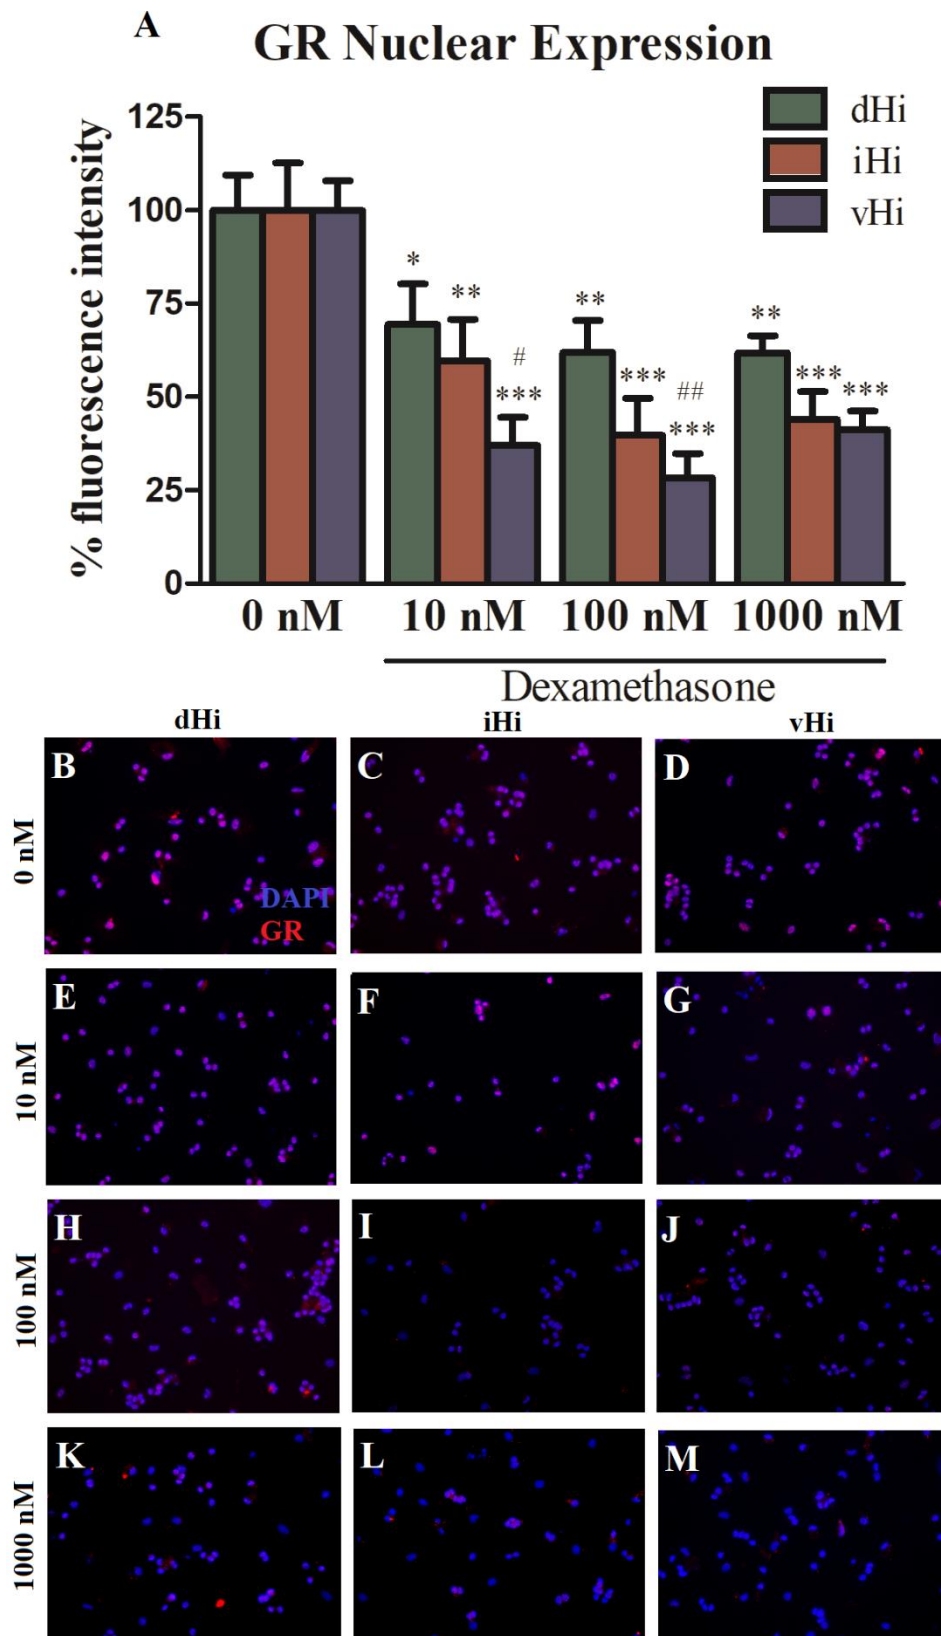 A
GR Nuclear Expression
dHi
iHi
vHi
% fluorescence intensity
125
100
75
50
25
0
*
**
#
***
**
***
##
***
**
***
***
0 nM
10 nM
100 nM
1000 nM
Dexamethasone
dHi
iHi
vHi
0 nM
B
C
D
DAPI
GR
10 nM
E
F
G
100 nM
H
I
J
1000 nM
K
L
M